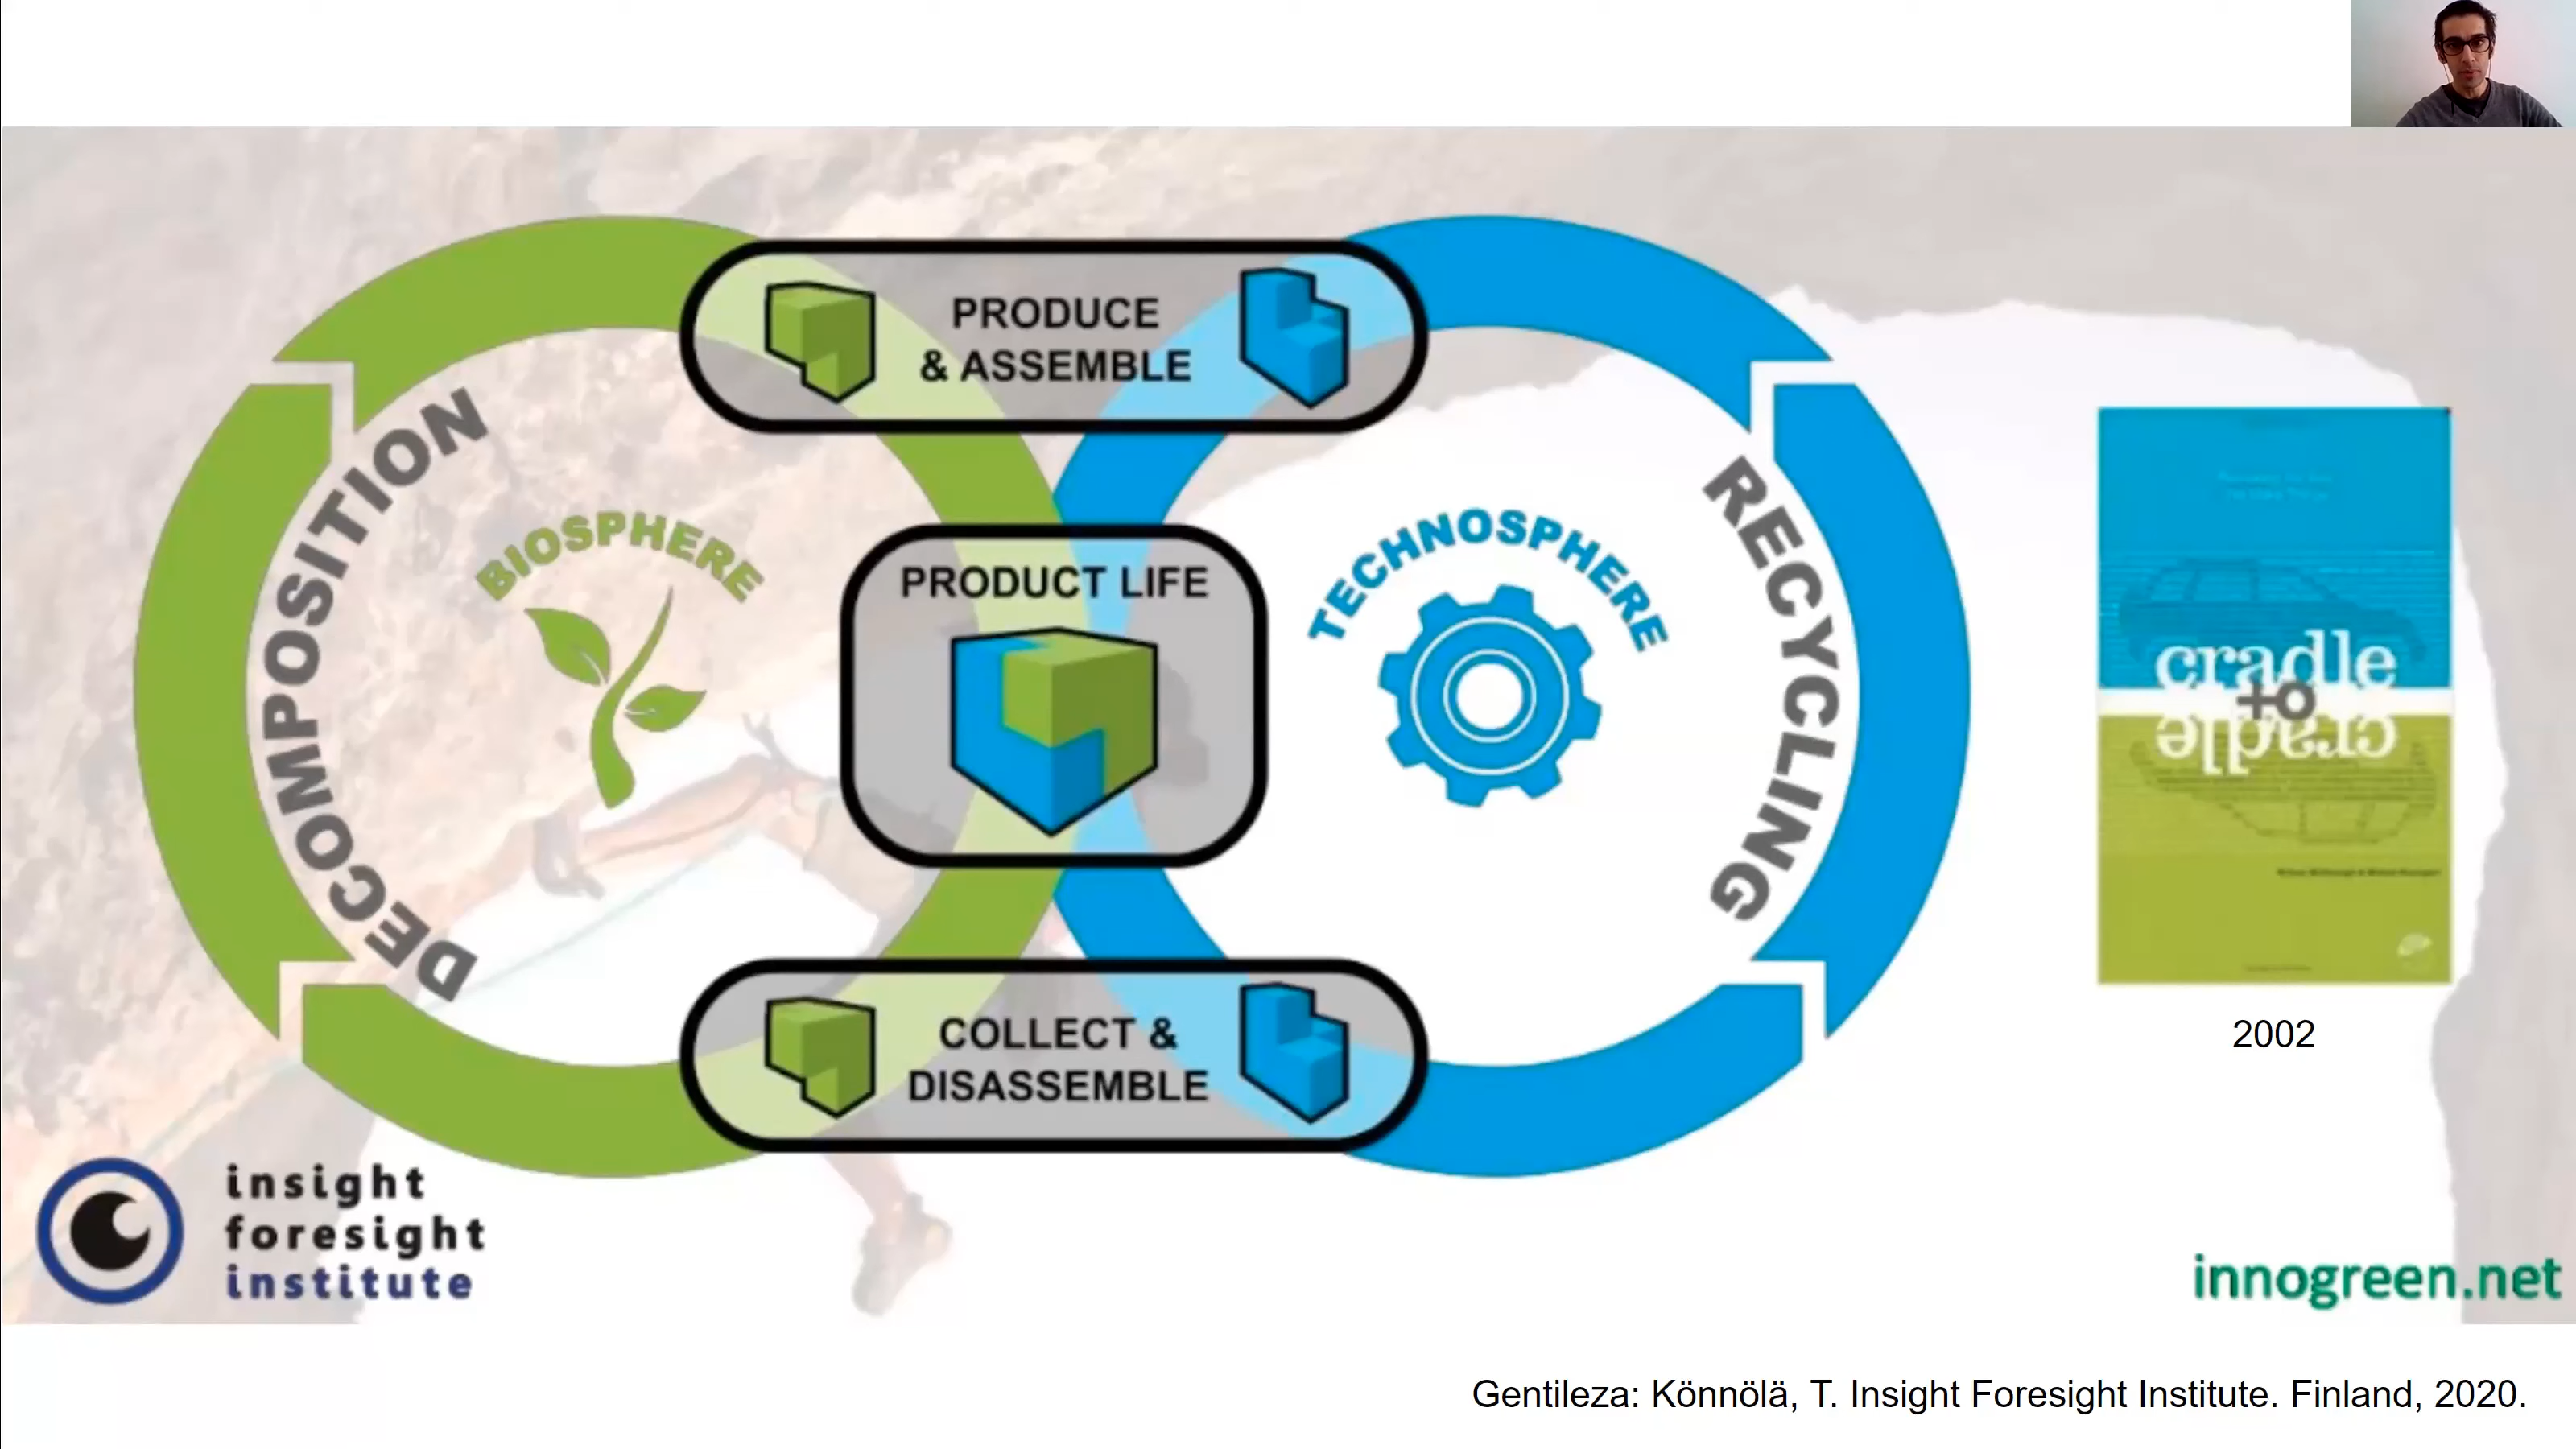 PRODUCE
& ASSEMBLE
DECOMPOSITION
BIOSPHERE
PRODUCT LIFE
TECHNOSPHERE
RECYCLING
cradle
to
cradle
2002
COLLECT &
DISASSEMBLE
insight
foresight
institute
innogreen.net
Gentileza: Könnölä, T. Insight Foresight Institute. Finland, 2020.